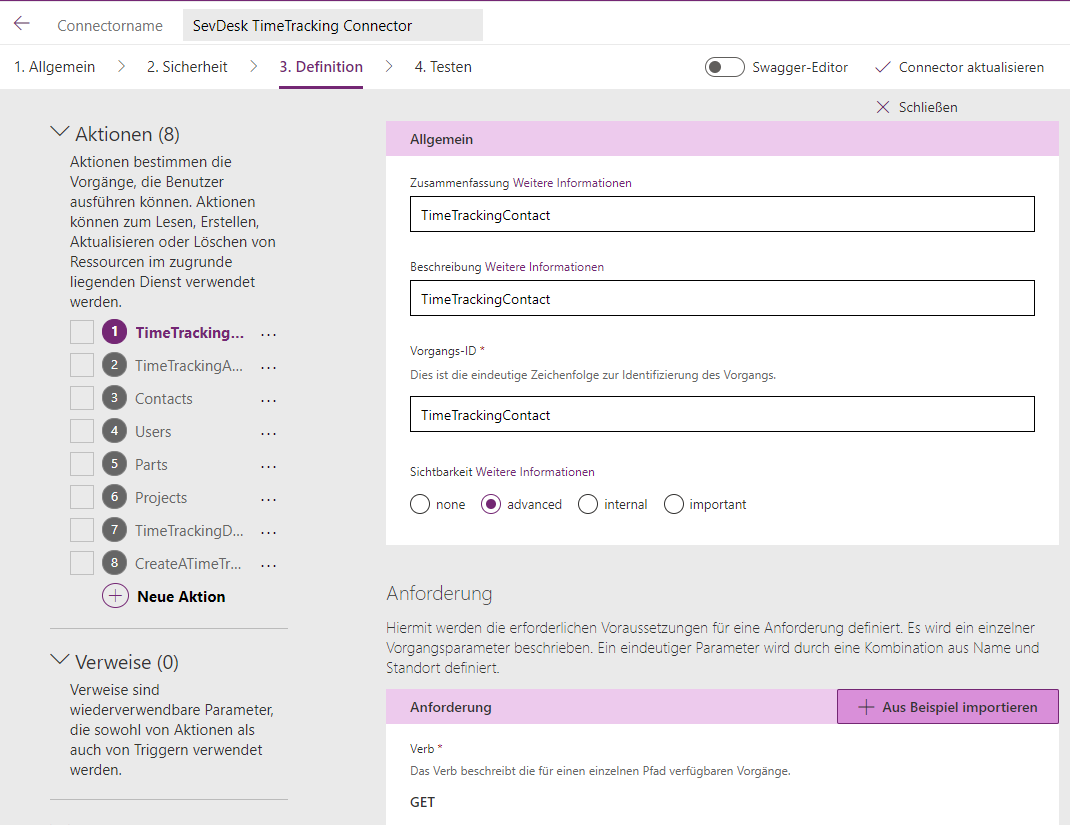 Connectorname
SevDesk TimeTracking Connector
1. Allgemein
2. Sicherheit
3. Definition
4. Testen
Swagger-Editor
Connector aktualisieren
Schließen
Aktionen (8)
Aktionen bestimmen die
Vorgänge, die Benutzer
ausführen können. Aktionen
können zum Lesen, Erstellen,
Aktualisieren oder Löschen von
Ressourcen im zugrunde
liegenden Dienst verwendet
werden.
1 TimeTracking... ...
2 TimeTrackingA... ...
3 Contacts ...
4 Users ...
5 Parts ...
6 Projects ...
7 TimeTrackingD... ...
8 CreateATimeTr... ...
Neue Aktion
Verweise (0)
Verweise sind
wiederverwendbare Parameter,
die sowohl von Aktionen als
auch von Triggern verwendet
werden.
Allgemein
Zusammenfassung Weitere Informationen
TimeTrackingContact
Beschreibung Weitere Informationen
TimeTrackingContact
Vorgangs-ID *
Dies ist die eindeutige Zeichenfolge zur Identifizierung des Vorgangs.
TimeTrackingContact
Sichtbarkeit Weitere Informationen
none advanced internal important
Anforderung
Hiermit werden die erforderlichen Voraussetzungen für eine Anforderung definiert. Es wird ein einzelner
Vorgangsparameter beschrieben. Ein eindeutiger Parameter wird durch eine Kombination aus Name und
Standort definiert.
Anforderung
Aus Beispiel importieren
Verb *
Das Verb beschreibt die für einen einzelnen Pfad verfügbaren Vorgänge.
GET